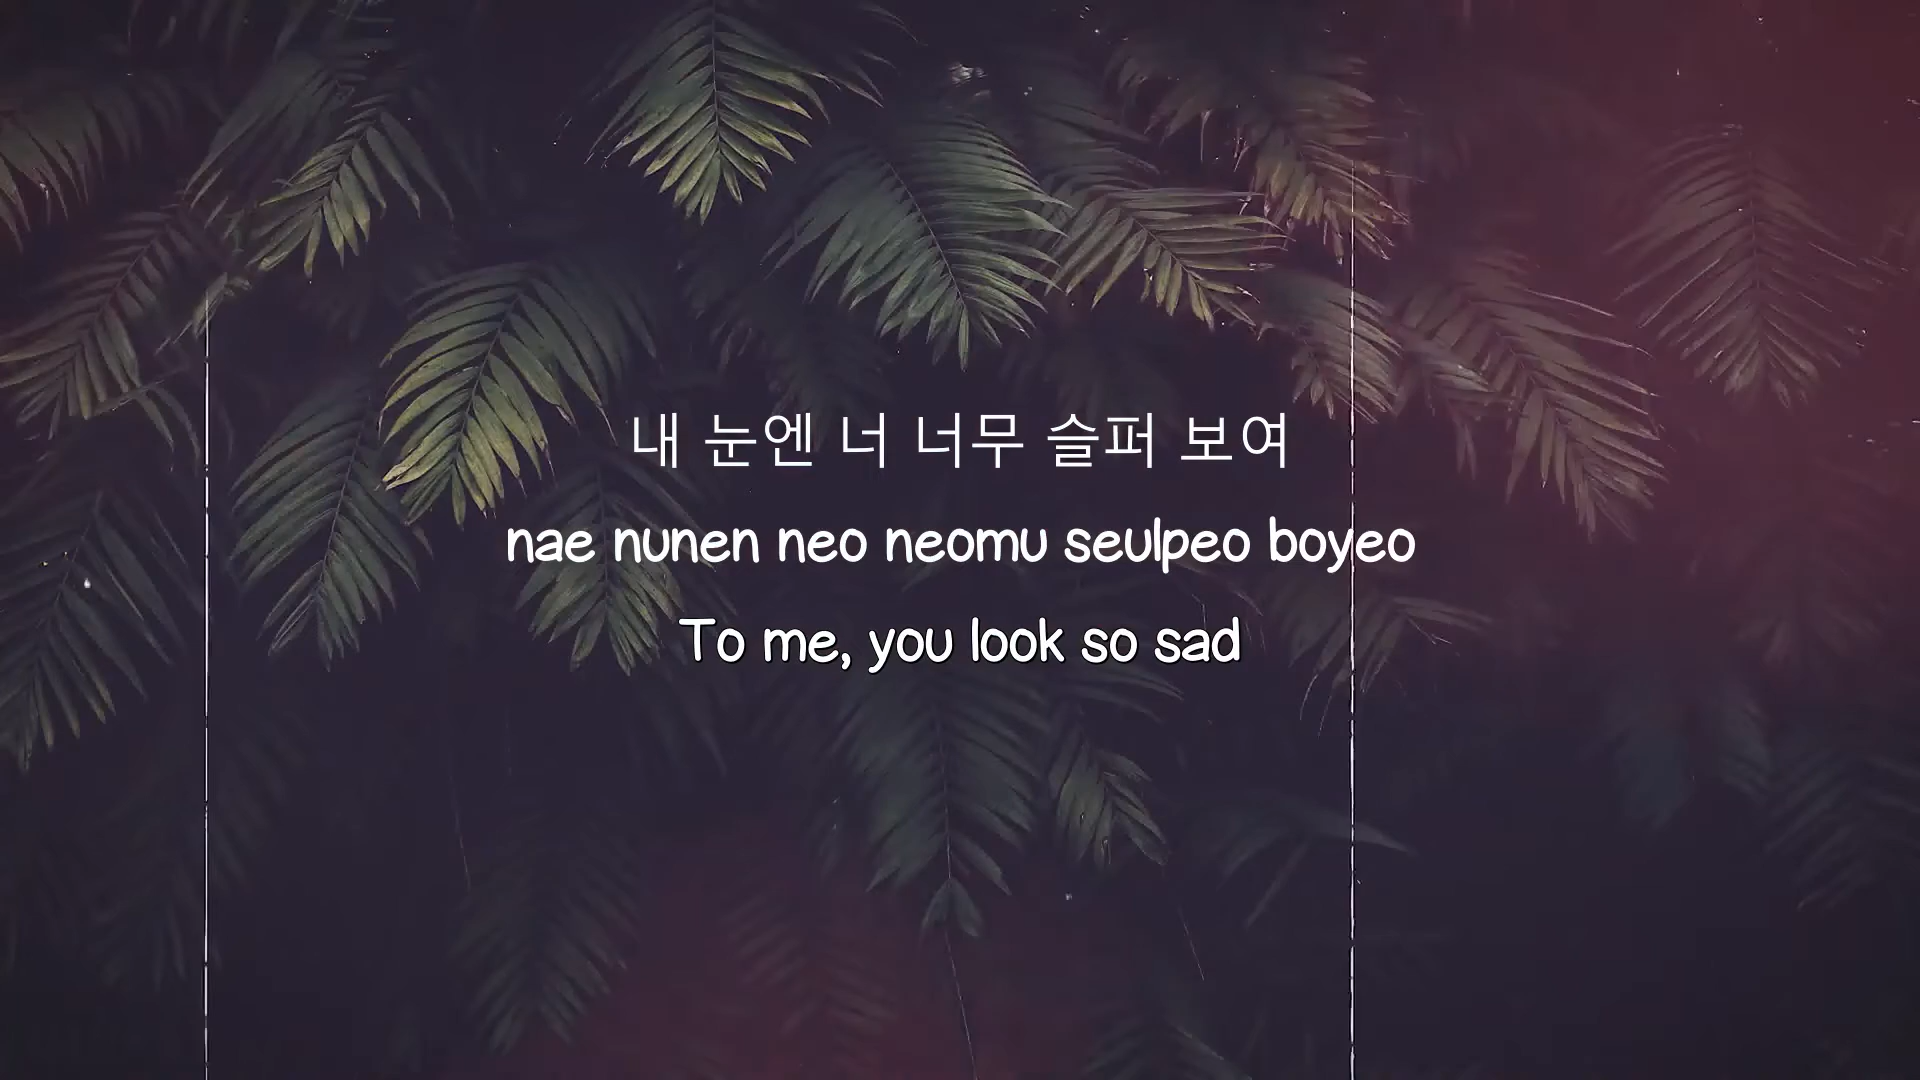 내 눈엔 너 너무 슬퍼 보여
nae nunen neo neomu seulpeo boyeo
To me, you look so sad